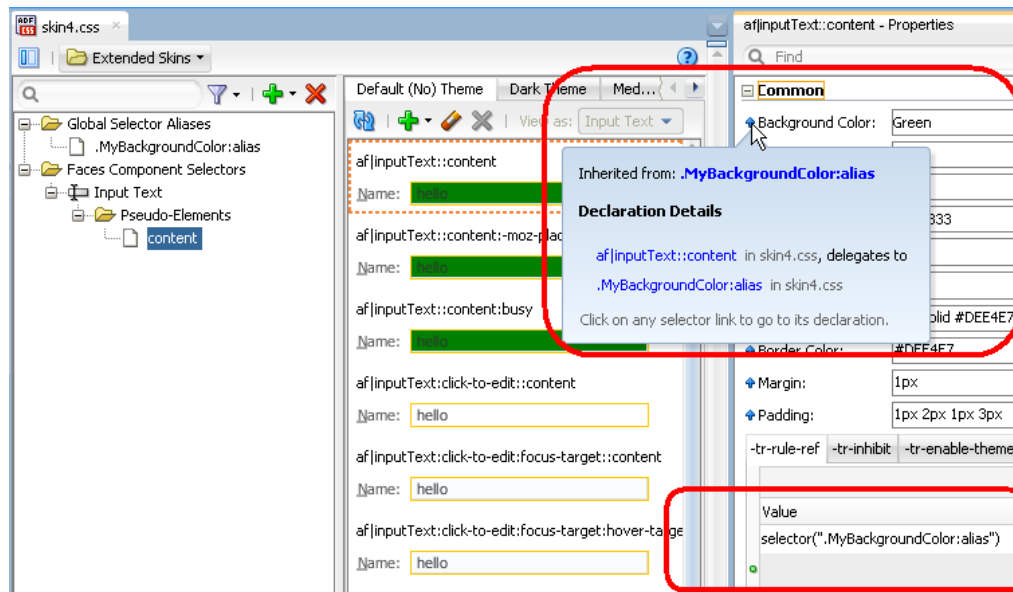 ADF CSS skin4.css
Extended Skins
Global Selector Aliases
.MyBackgroundColor:alias
Faces Component Selectors
Input Text
Pseudo-Elements
content
Default (No) Theme Dark Theme Med...
View as: Input Text
af|inputText::content
Name: hello
af|inputText::content:-moz-plac
Name: hello
af|inputText::content:busy
Name: hello
af|inputText:click-to-edit::content
Name: hello
af|inputText:click-to-edit:focus-target::content
Name: hello
af|inputText:click-to-edit:focus-target:hover-targe
Name: hello
af|inputText::content - Properties
Find
Common
Background Color: Green
Inherited from: .MyBackgroundColor:alias
Declaration Details
af|inputText::content in skin4.css, delegates to
.MyBackgroundColor:alias in skin4.css
Click on any selector link to go to its declaration.
333
olid #DEE4E7
Border Color: #DEE4E7
Margin: 1px
Padding: 1px 2px 1px 3px
-tr-rule-ref -tr-inhibit -tr-enable-theme
Value
selector(".MyBackgroundColor:alias")